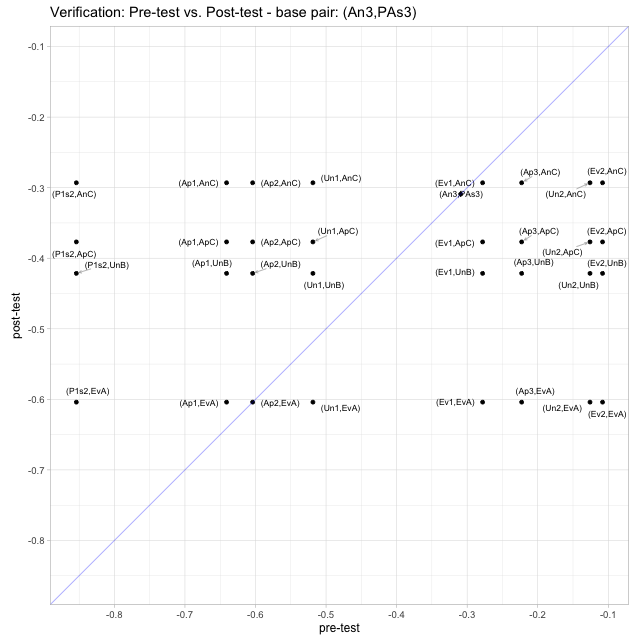 Verification: Pre-test vs. Post-test - base pair: (An3,PAs3)
-0.1
-0.2
(Ev2,AnC)
(Ap3,AnC)
(Un1,AnC)
(Ap1,AnC)
(Ap2,AnC)
(Ev1,AnC)
-0.3
(P1s2,AnC)
(An3,PAs3)
(Un2,AnC)
(Un1,ApC)
(Ap3,ApC)
(Ev2,ApC)
(Ap1,ApC)
(Ap2,ApC)
(Ev1,ApC)
(P1s2,ApC)
(Un2,ApC)
-0.4
(P1s2,UnB)
(Ap1,UnB)
(Ap2,UnB)
(Ap3,UnB)
(Ev2,UnB)
(Ev1,UnB)
(Un1,UnB)
(Un2,UnB)
post-test
-0.5
(P1s2,EvA)
(Ap3,EvA)
-0.6
(Ap1,EvA)
(Ap2,EvA)
(Un1,EvA)
(Ev1,EvA)
(Un2,EvA)
(Ev2,EvA)
-0.7
-0.8
-0.8 -0.7 -0.6 -0.5 -0.4 -0.3 -0.2 -0.1
pre-test